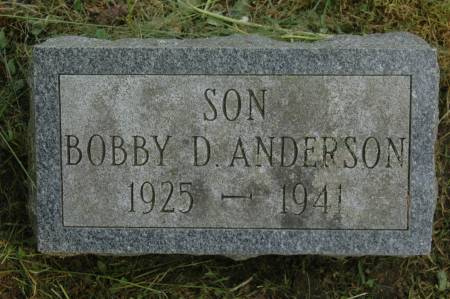 SON
BOBBY D. ANDERSON
1925 — 1941